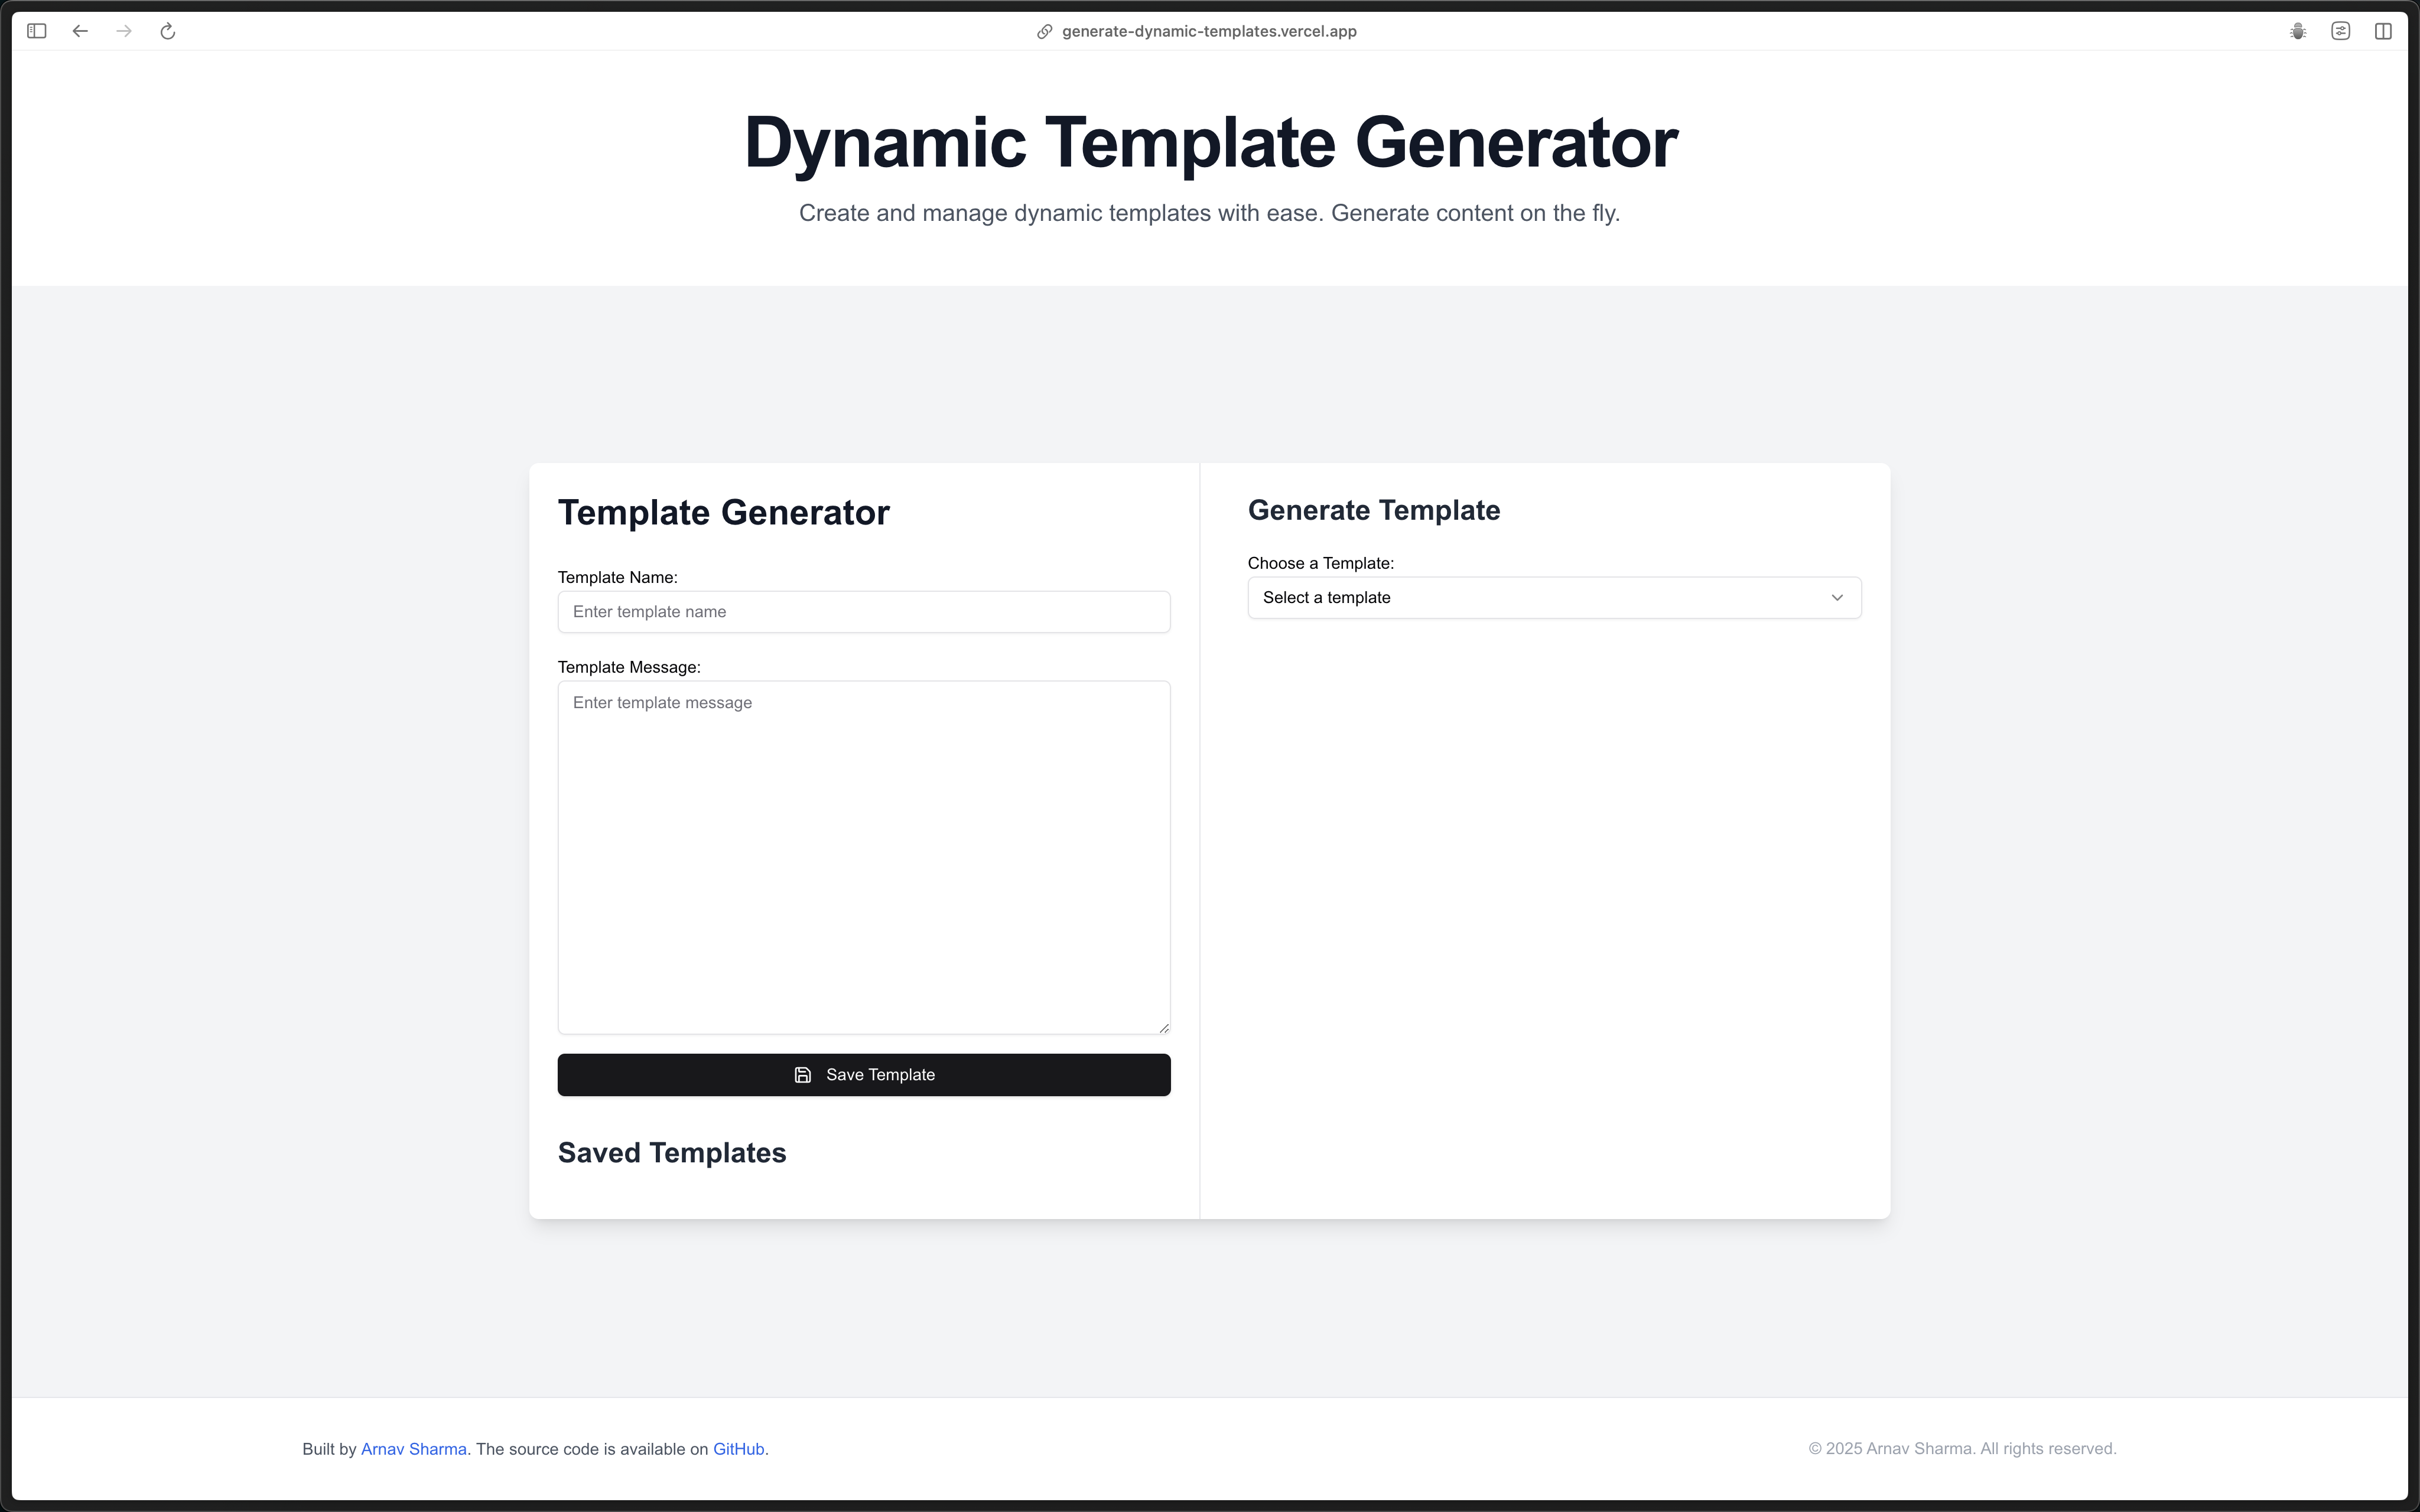 generate-dynamic-templates.vercel.app
Dynamic Template Generator
Create and manage dynamic templates with ease. Generate content on the fly.
Template Generator
Template Name:
Enter template name
Template Message:
Enter template message
Save Template
Saved Templates
Generate Template
Choose a Template:
Select a template
Built by Arnav Sharma. The source code is available on GitHub.
© 2025 Arnav Sharma. All rights reserved.